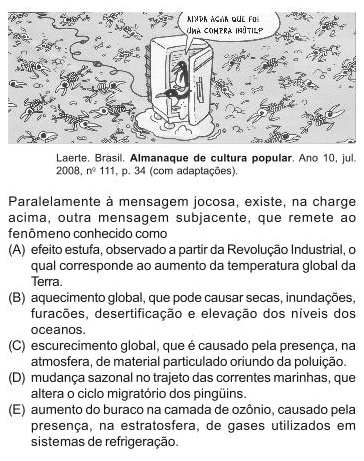 AINDA ACHA QUE FOI
UMA COMPRA INÚTIL?
Laerte. Brasil. Almanaque de cultura popular. Ano 10, jul.
2008, nº 111, p. 34 (com adaptações).
Paralelamente à mensagem jocosa, existe, na charge
acima, outra mensagem subjacente, que remete ao
fenômeno conhecido como
(A) efeito estufa, observado a partir da Revolução Industrial, o
qual corresponde ao aumento da temperatura global da
Terra.
(B) aquecimento global, que pode causar secas, inundações,
furacões, desertificação e elevação dos níveis dos
oceanos.
(C) escurecimento global, que é causado pela presença, na
atmosfera, de material particulado oriundo da poluição.
(D) mudança sazonal no trajeto das correntes marinhas, que
altera o ciclo migratório dos pingüins.
(E) aumento do buraco na camada de ozônio, causado pela
presença, na estratosfera, de gases utilizados em
sistemas de refrigeração.